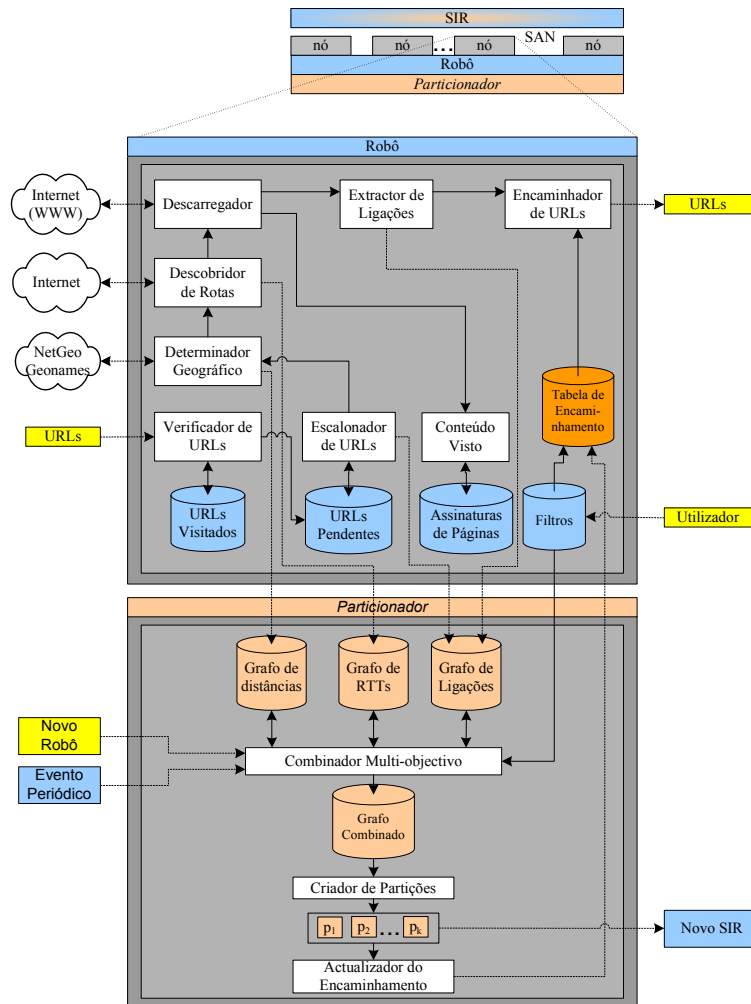 SIR
SAN
nó
nó
...
nó
nó
Robô
Particionador
Robô
Internet
(WWW)
Descarregador
Extractor de
Ligações
Encaminhador
de URLs
URLs
Internet
Descobridor
de Rotas
NetGeo
Geonames
Determinador
Geográfico
Tabela de
Encami-
nhamento
URLs
Verificador de
URLs
Escalonador
de URLs
Conteúdo
Visto
URLs
Visitados
URLs
Pendentes
Assinaturas
de Páginas
Filtros
Utilizador
Particionador
Grafo de
distâncias
Grafo de
RTTs
Grafo de
Ligações
Novo
Robô
Evento
Periódico
Combinador Multi-objectivo
Grafo
Combinado
Criador de Partições
p1 p2 ... pk
Novo SIR
Actualizador do
Encaminhamento